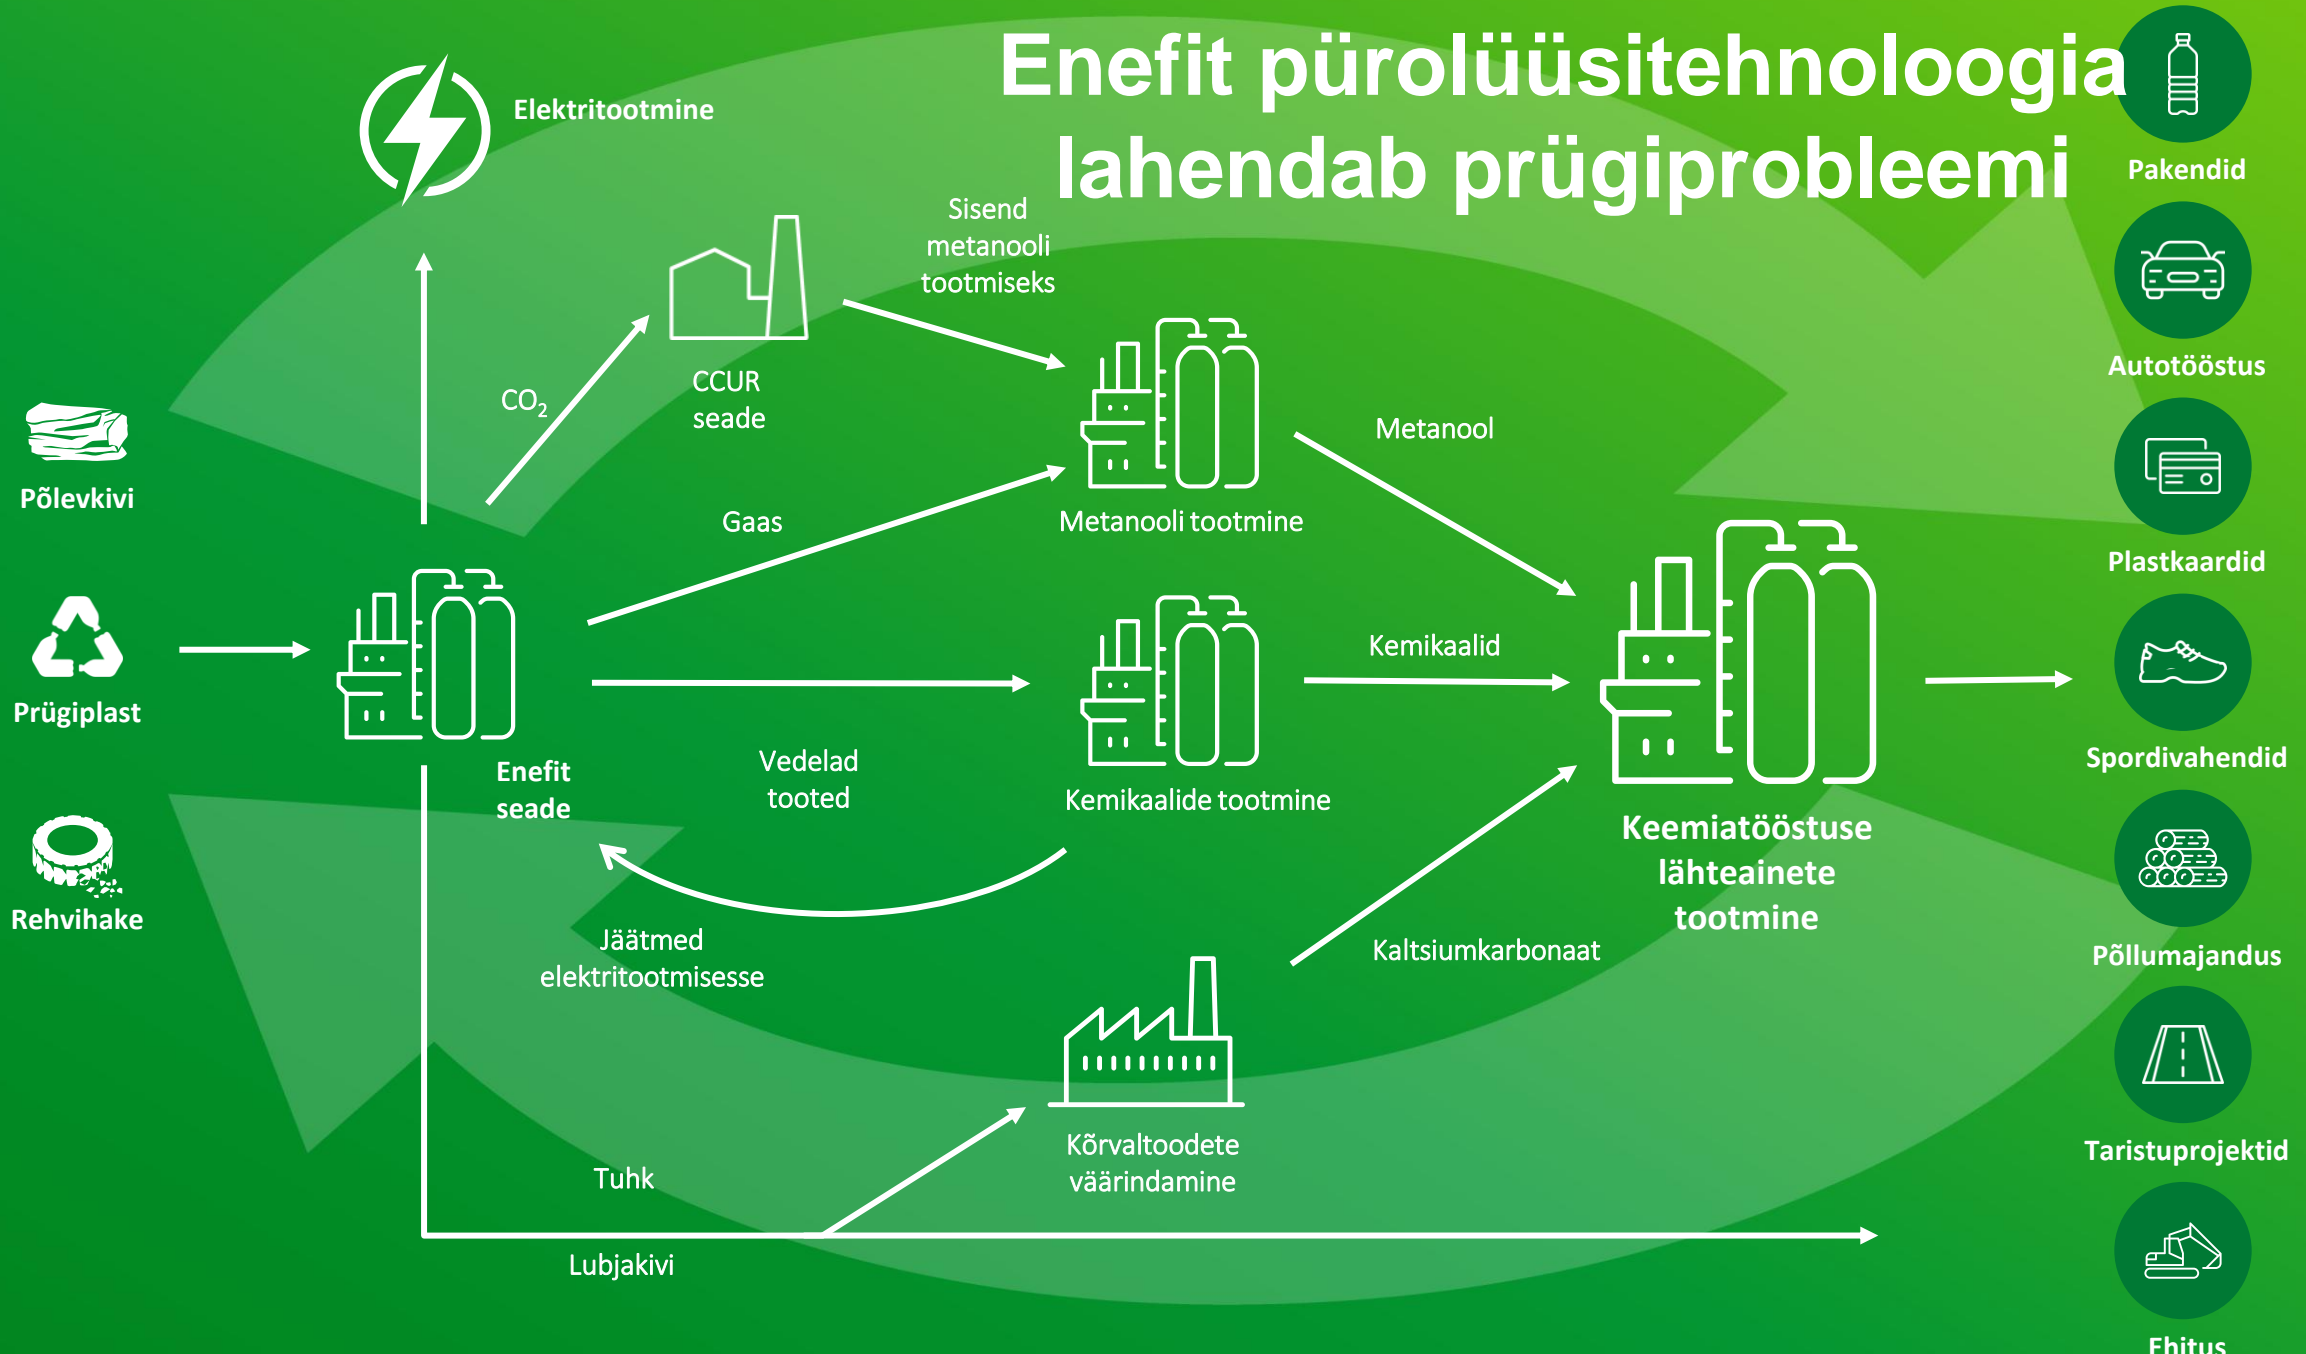 Enefit pürolüüsitehnoloogia
lahendab prügiprobleemi
Elektritootmine
Sisend
metanooli
tootmiseks
CO₂
CCUR
seade
Põlevkivi
Prügiplast
Rehvihake
Gaas
Metanooli tootmine
Metanool
Enefit
seade
Vedelad
tooted
Kemikaalide tootmine
Kemikaalid
Keemiatööstuse
lähteainete
tootmine
Jäätmed
elektritootmisesse
Kaltsiumkarbonaat
Kõrvaltoodete
väärindamine
Tuhk
Lubjakivi
Pakendid
Autotööstus
Plastkaardid
Spordivahendid
Põllumajandus
Taristuprojektid
Ehitus